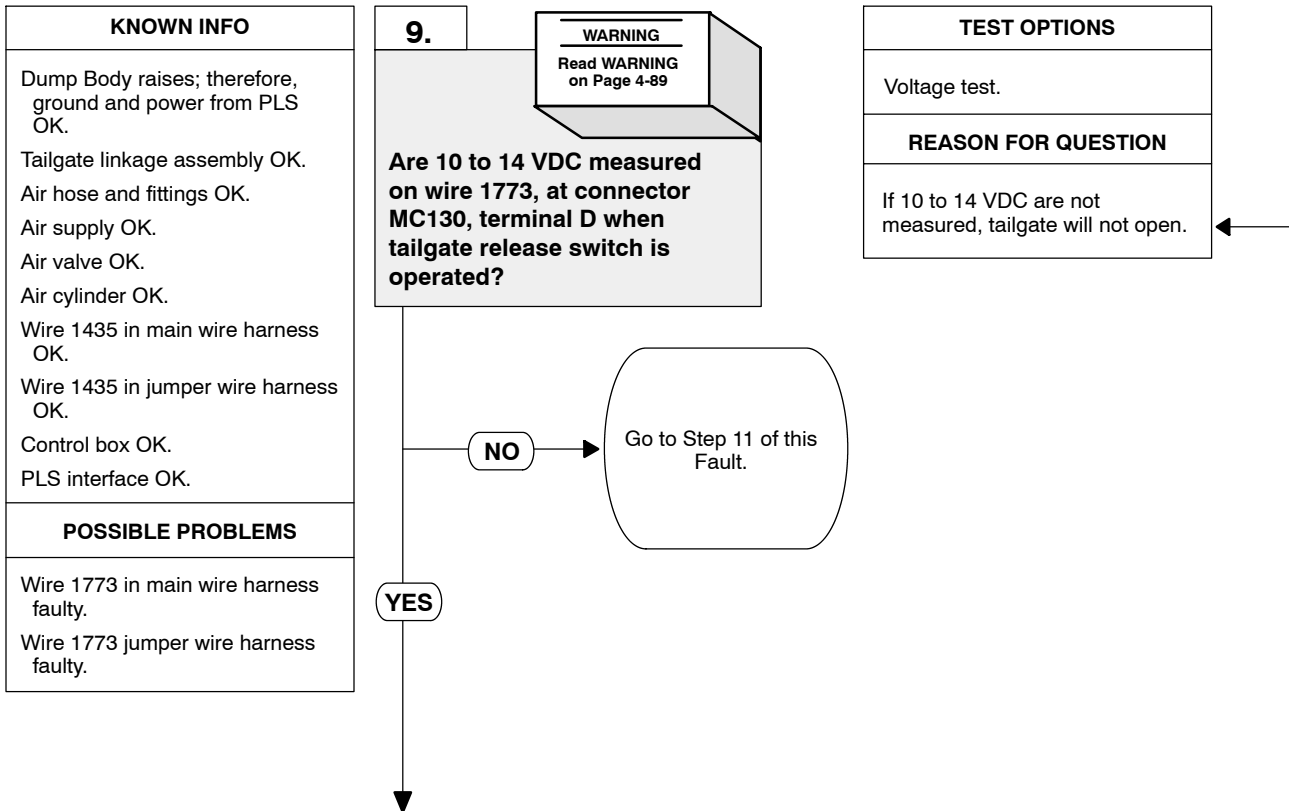 KNOWN INFO
Dump Body raises; therefore,
ground and power from PLS
OK.
Tailgate linkage assembly OK.
Air hose and fittings OK.
Air supply OK.
Air valve OK.
Air cylinder OK.
Wire 1435 in main wire harness
OK.
Wire 1435 in jumper wire harness
OK.
Control box OK.
PLS interface OK.
POSSIBLE PROBLEMS
Wire 1773 in main wire harness
faulty.
Wire 1773 jumper wire harness
faulty.
9.
WARNING
Read WARNING
on Page 4-89
Are 10 to 14 VDC measured
on wire 1773, at connector
MC130, terminal D when
tailgate release switch is
operated?
NO
Go to Step 11 of this
Fault.
YES
TEST OPTIONS
Voltage test.
REASON FOR QUESTION
If 10 to 14 VDC are not
measured, tailgate will not open.